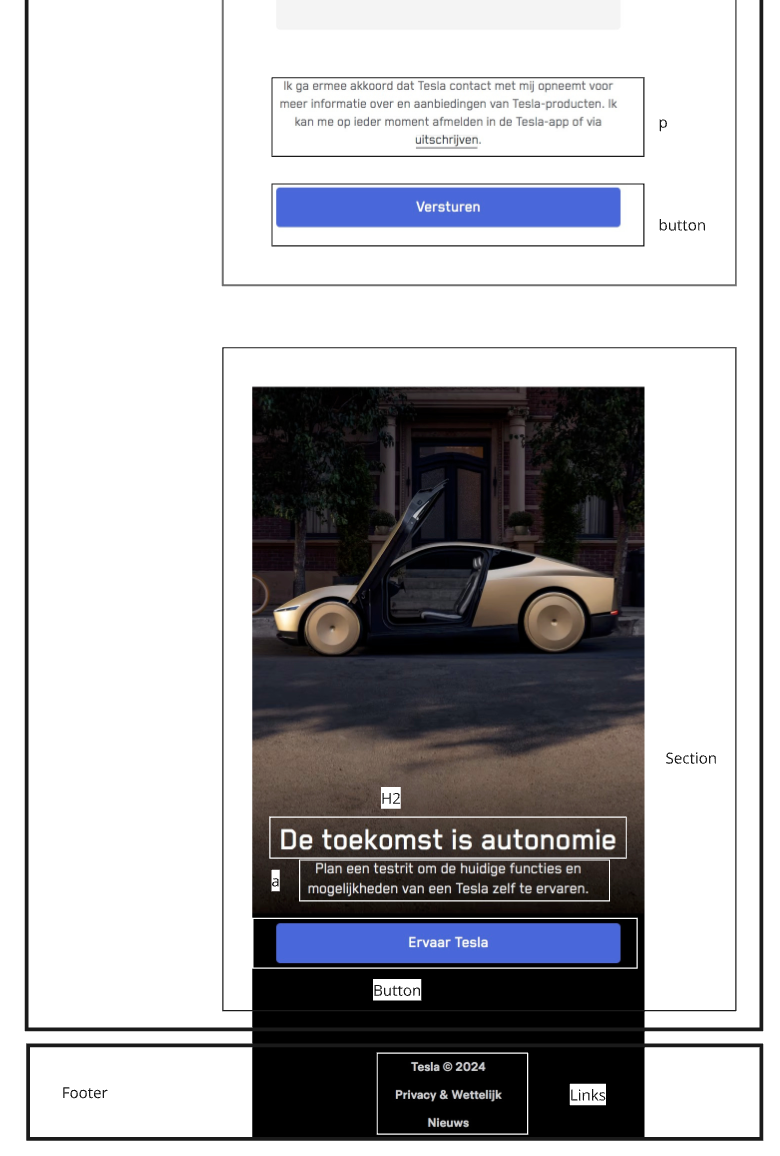 Ik ga ermee akkoord dat Tesla contact met mij opneemt voor
meer informatie over en aanbiedingen van Tesla-producten. Ik
kan me op ieder moment afmelden in de Tesla-app of via
uitschrijven.
p
Versturen
button
Section
H2
De toekomst is autonomie
a
Plan een testrit om de huidige functies en
mogelijkheden van een Tesla zelf te ervaren.
Ervaar Tesla
Button
Footer
Tesla © 2024
Privacy & Wettelijk
Nieuws
Links